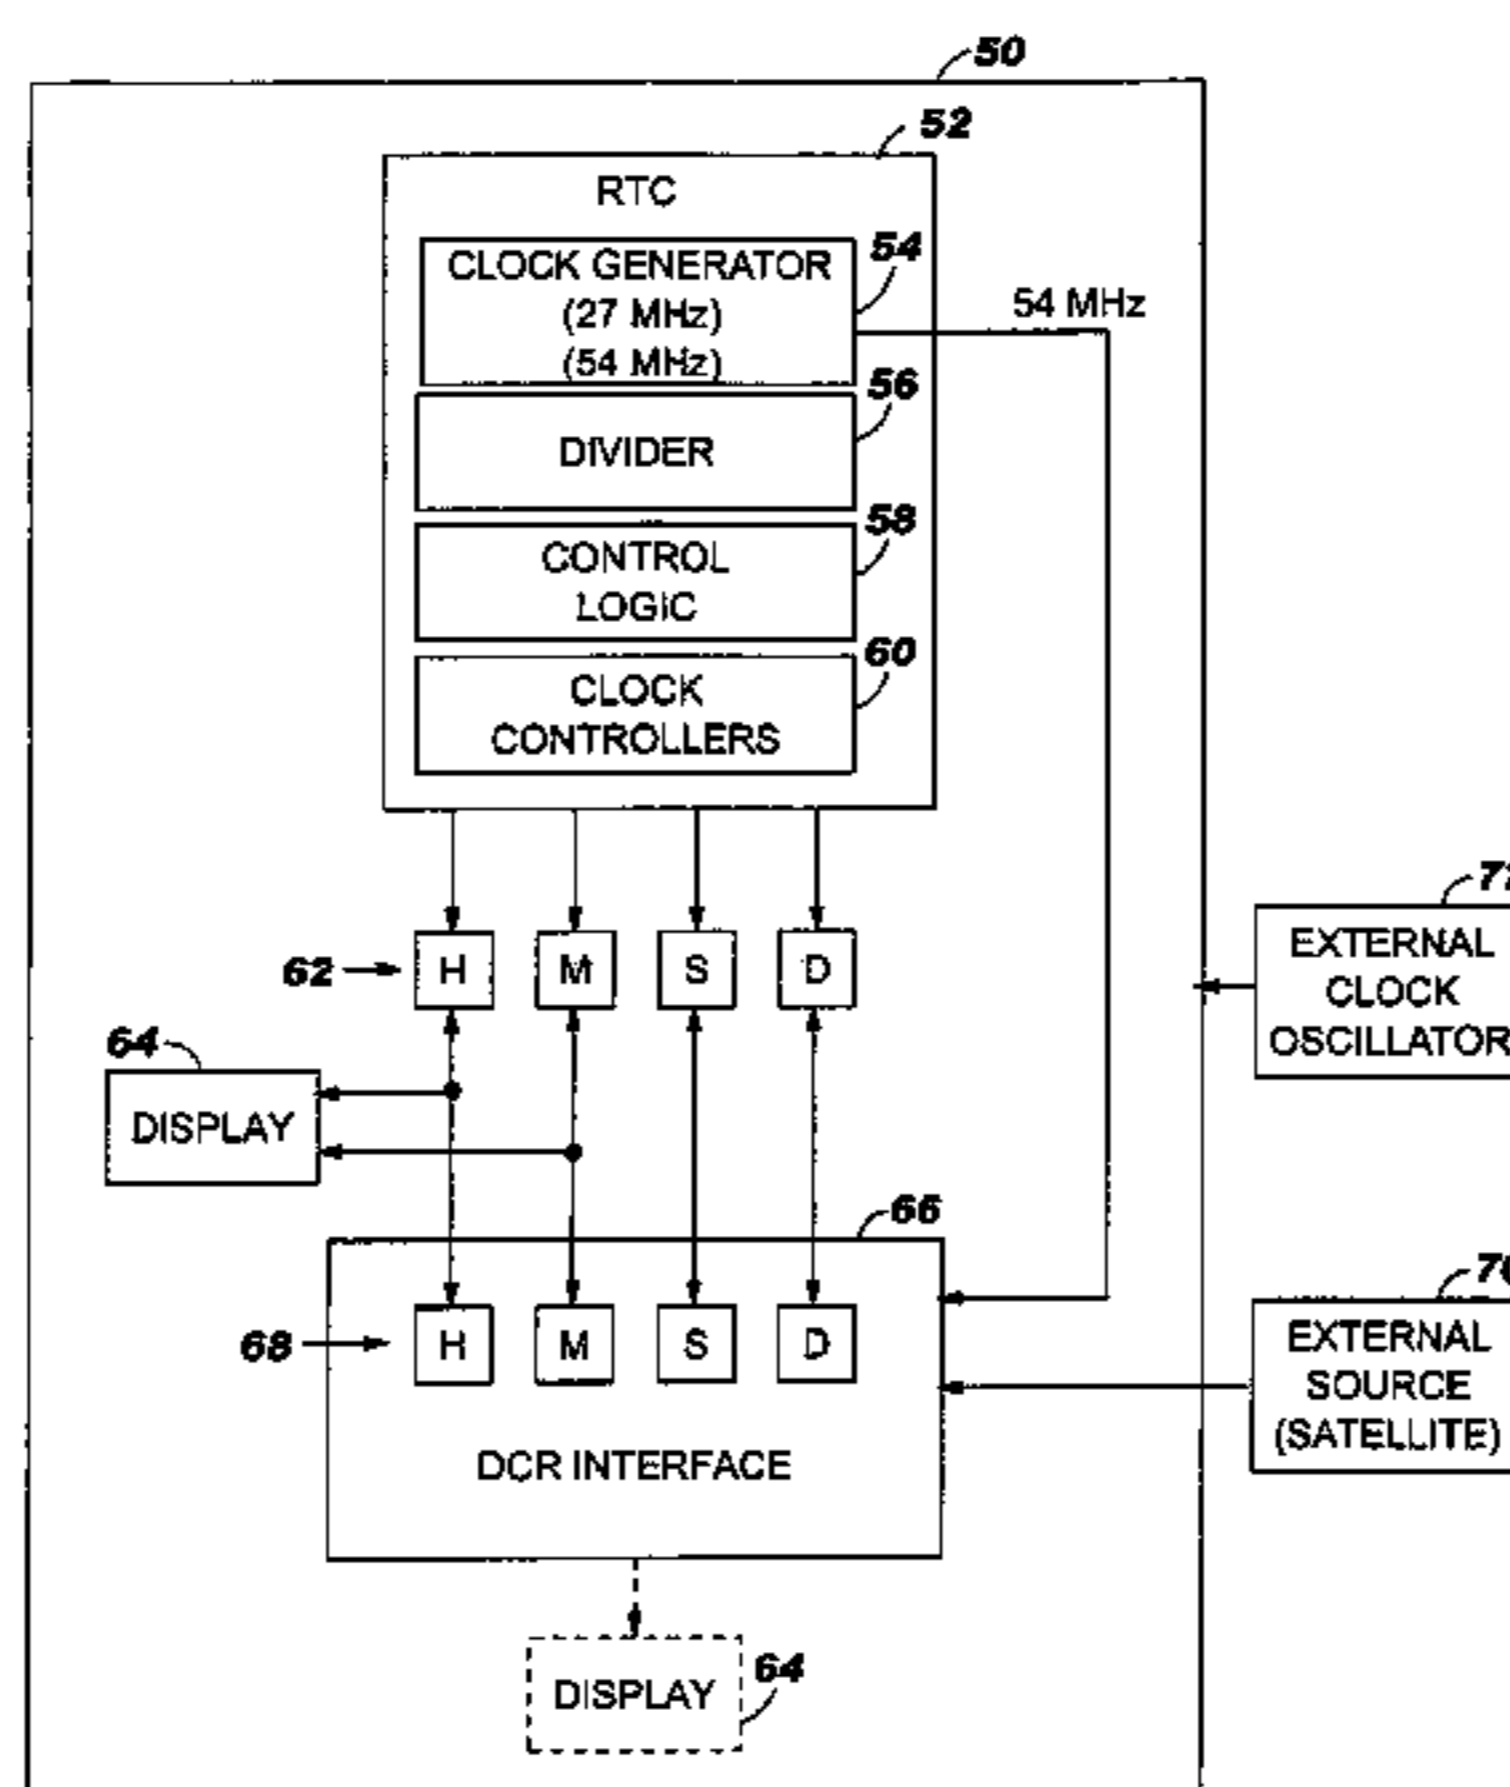 50
52
RTC
54
CLOCK GENERATOR
(27 MHz)
(54 MHz)
54 MHz
56
DIVIDER
58
CONTROL
LOGIC
60
CLOCK
CONTROLLERS
62
H M S D
EXTERNAL
CLOCK
OSCILLATOR
64
DISPLAY
66
68
H M S D
DCR INTERFACE
EXTERNAL
SOURCE
(SATELLITE)
DISPLAY
64